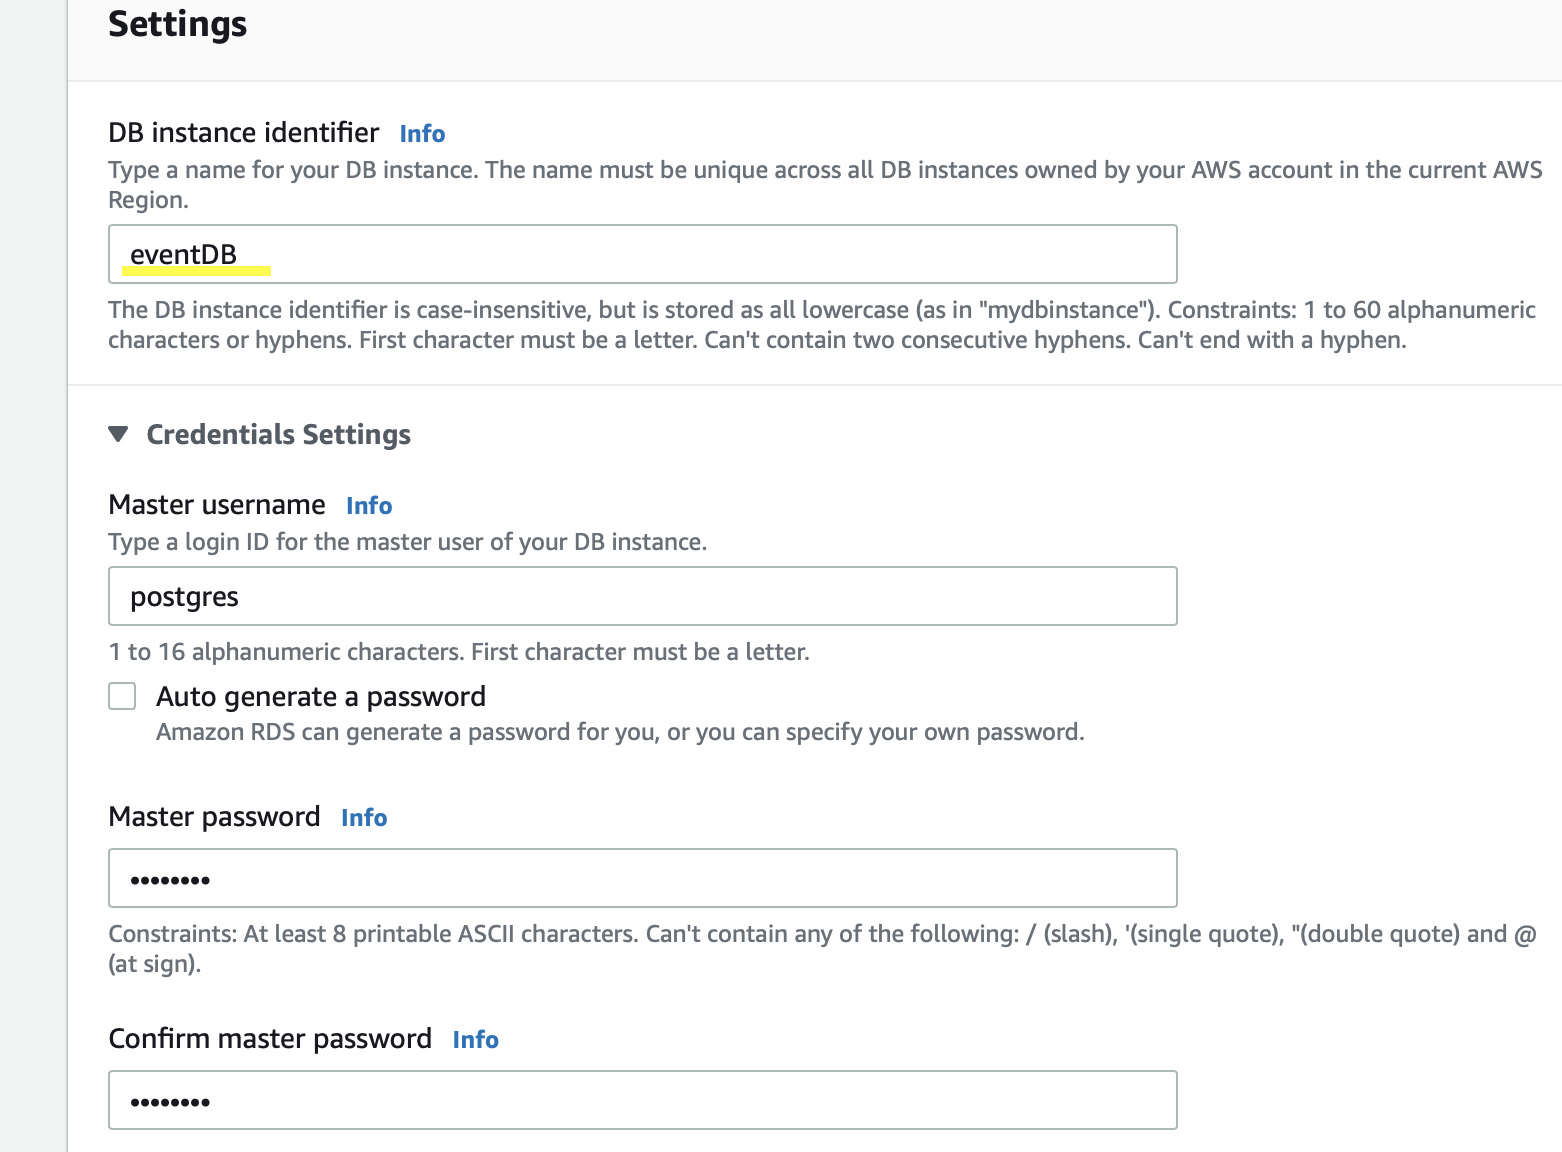 Settings
DB instance identifier Info
Type a name for your DB instance. The name must be unique across all DB instances owned by your AWS account in the current AWS
Region.
eventDB
The DB instance identifier is case-insensitive, but is stored as all lowercase (as in "mydbinstance"). Constraints: 1 to 60 alphanumeric
characters or hyphens. First character must be a letter. Can't contain two consecutive hyphens. Can't end with a hyphen.
Credentials Settings
Master username Info
Type a login ID for the master user of your DB instance.
postgres
1 to 16 alphanumeric characters. First character must be a letter.
Auto generate a password
Amazon RDS can generate a password for you, or you can specify your own password.
Master password Info
••••••••
Constraints: At least 8 printable ASCII characters. Can't contain any of the following: / (slash), '(single quote), "(double quote) and @
(at sign).
Confirm master password Info
••••••••